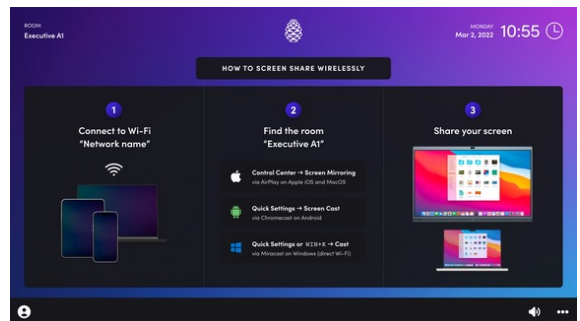 ROOM
Executive A1
MONDAY
Mar 2, 2022
10:55
HOW TO SCREEN SHARE WIRELESSLY
1
Connect to Wi-Fi
"Network name"
2
Find the room
"Executive A1"
Control Center → Screen Mirroring
via AirPlay on Apple iOS and MacOS
Quick Settings → Screen Cast
via Chromecast on Android
Quick Settings or WIN+K → Cast
via Miracast on Windows (direct Wi-Fi)
3
Share your screen